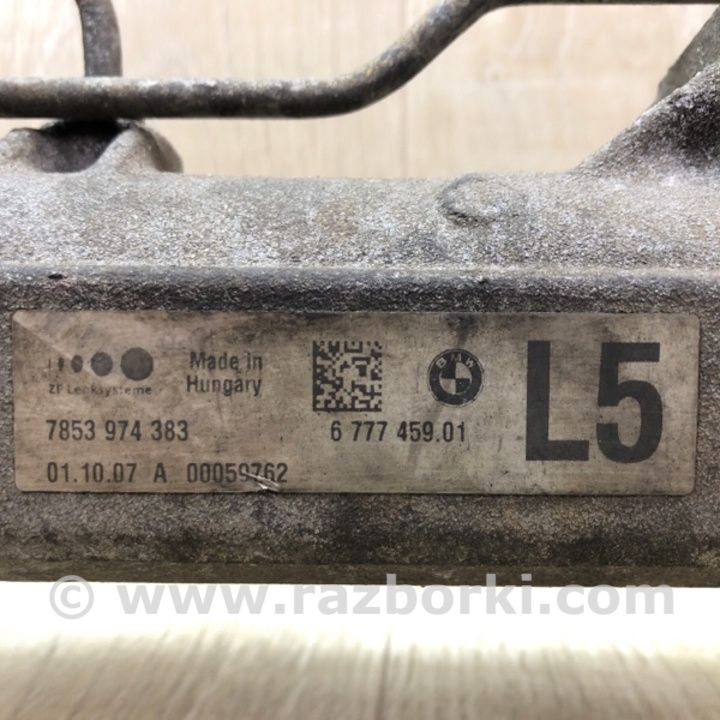 ZF Lenksysteme
Made in
Hungary
BMW
L5
7853 974 383
6 777 459.01
01.10.07 A 00059762
© www.razborki.com